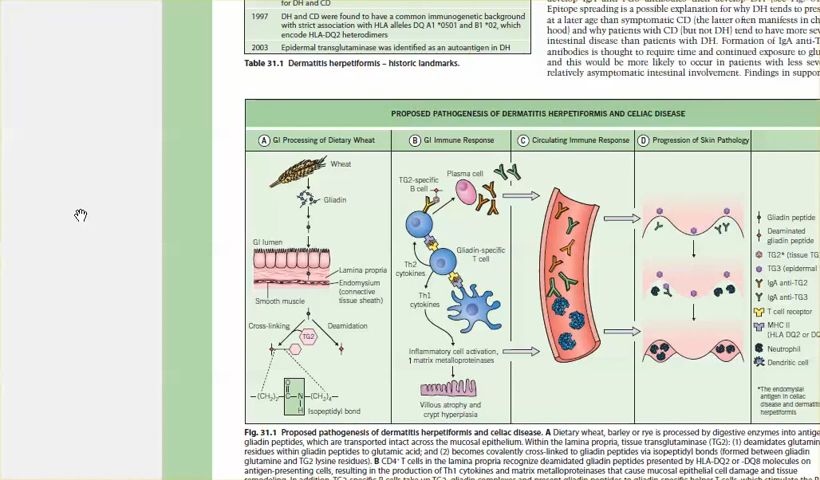 for DH and CD
1997 DH and CD were found to have a common immunogenetic background
with strict association with HLA alleles DQ A1 *0501 and B1 *02, which
encode HLA-DQ2 heterodimers
2003 Epidermal transglutaminase was identified as an autoantigen in DH
Table 31.1 Dermatitis herpetiformis – historic landmarks.
Epitope spreading is a possible explanation for why DH tends to pres
at a later age than symptomatic CD (the latter often manifests in ch
hood) and why patients with CD (but not DH) tend to have more sev
intestinal disease than patients with DH. Formation of IgA anti-T
antibodies is thought to require time and continued exposure to glu
and this would be more likely to occur in patients with less seve
relatively asymptomatic intestinal involvement. Findings in suppor
PROPOSED PATHOGENESIS OF DERMATITIS HERPETIFORMIS AND CELIAC DISEASE
A GI Processing of Dietary Wheat
B GI Immune Response
C Circulating Immune Response
D Progression of Skin Pathology
Wheat
Gliadin
GI lumen
Lamina propria
Endomysium
(connective
tissue sheath)
Smooth muscle
Cross-linking
Deamidation
TG2
O
—(CH₂)₂—C—N—(CH₂)₄—
H
Isopeptidyl bond
TG2-specific
B cell
Plasma cell
Gliadin-specific
T cell
Th2
cytokines
Th1
cytokines
Inflammatory cell activation,
↑ matrix metalloproteinases
Villous atrophy and
crypt hyperplasia
Gliadin peptide
Deaminated
gliadin peptide
TG2* (tissue TG
TG3 (epidermal
IgA anti-TG2
IgA anti-TG3
T cell receptor
MHC II
(HLA DQ2 or DQ
Neutrophil
Dendritic cell
*The endomysial
antigen in celiac
disease and dermatit
herpetiformis
Fig. 31.1 Proposed pathogenesis of dermatitis herpetiformis and celiac disease. A Dietary wheat, barley or rye is processed by digestive enzymes into antige
gliadin peptides, which are transported intact across the mucosal epithelium. Within the lamina propria, tissue transglutaminase (TG2): (1) deamidates glutamin
residues within gliadin peptides to glutamic acid; and (2) becomes covalently cross-linked to gliadin peptides via isopeptidyl bonds (formed between gliadin
glutamine and TG2 lysine residues). B CD4⁺ T cells in the lamina propria recognize deamidated gliadin peptides presented by HLA-DQ2 or -DQ8 molecules on
antigen-presenting cells, resulting in the production of Th1 cytokines and matrix metalloproteinases that cause mucosal epithelial cell damage and tissue